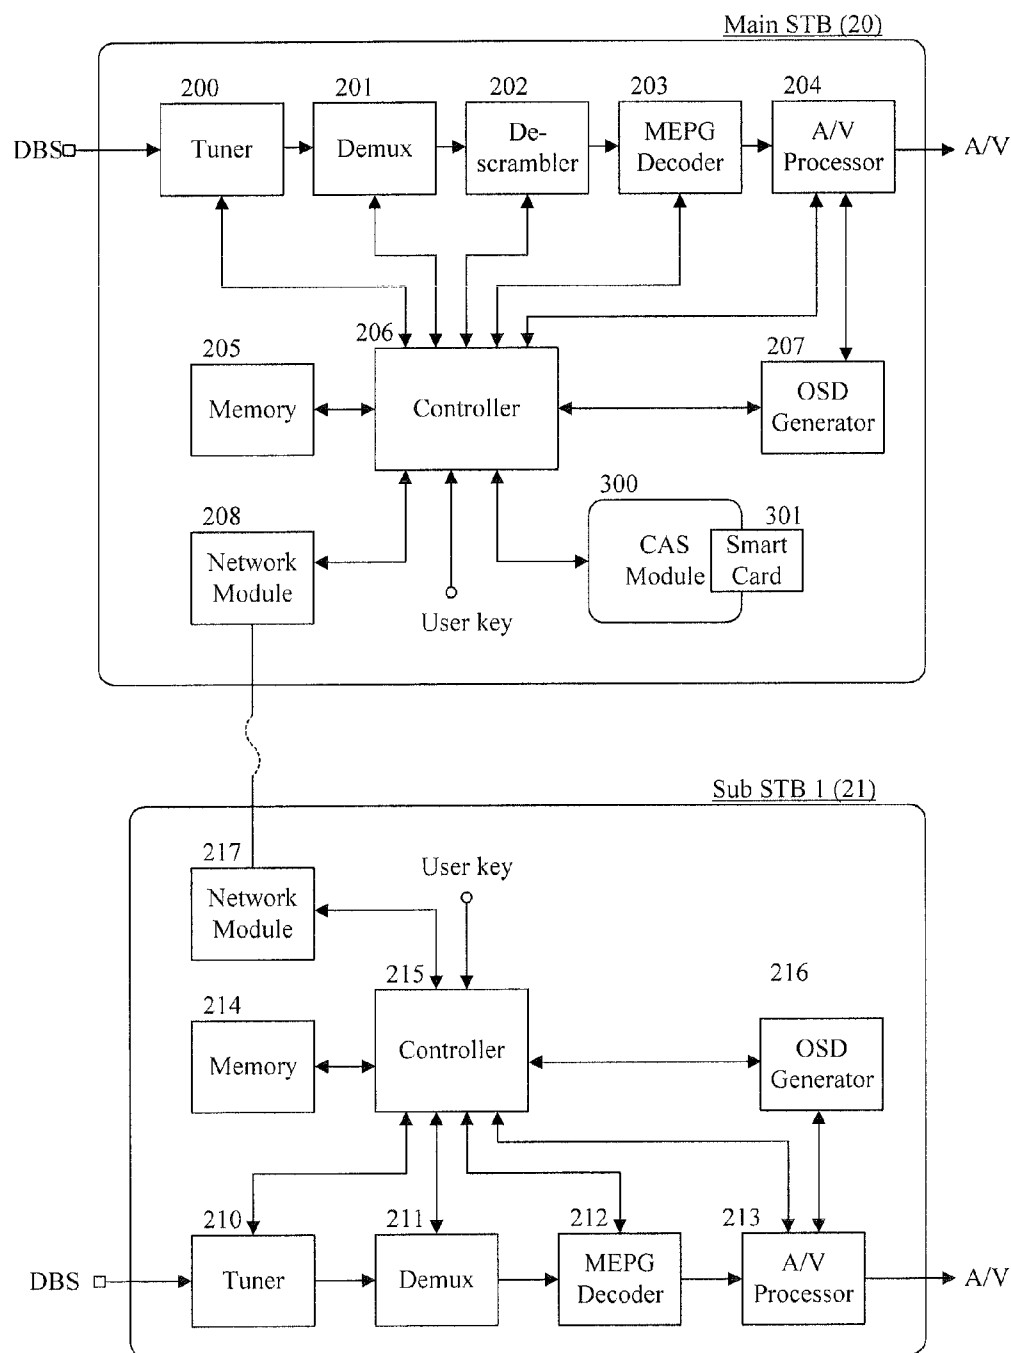 Main STB (20)
200
201
202
203
204
DBS
Tuner
Demux
De-
scrambler
MEPG
Decoder
A/V
Processor
A/V
206
205
207
Memory
Controller
OSD
Generator
300
208
301
Network
Module
CAS
Module
Smart
Card
User key
Sub STB 1 (21)
217
User key
Network
Module
215
216
214
Memory
Controller
OSD
Generator
210
211
212
213
DBS
Tuner
Demux
MEPG
Decoder
A/V
Processor
A/V